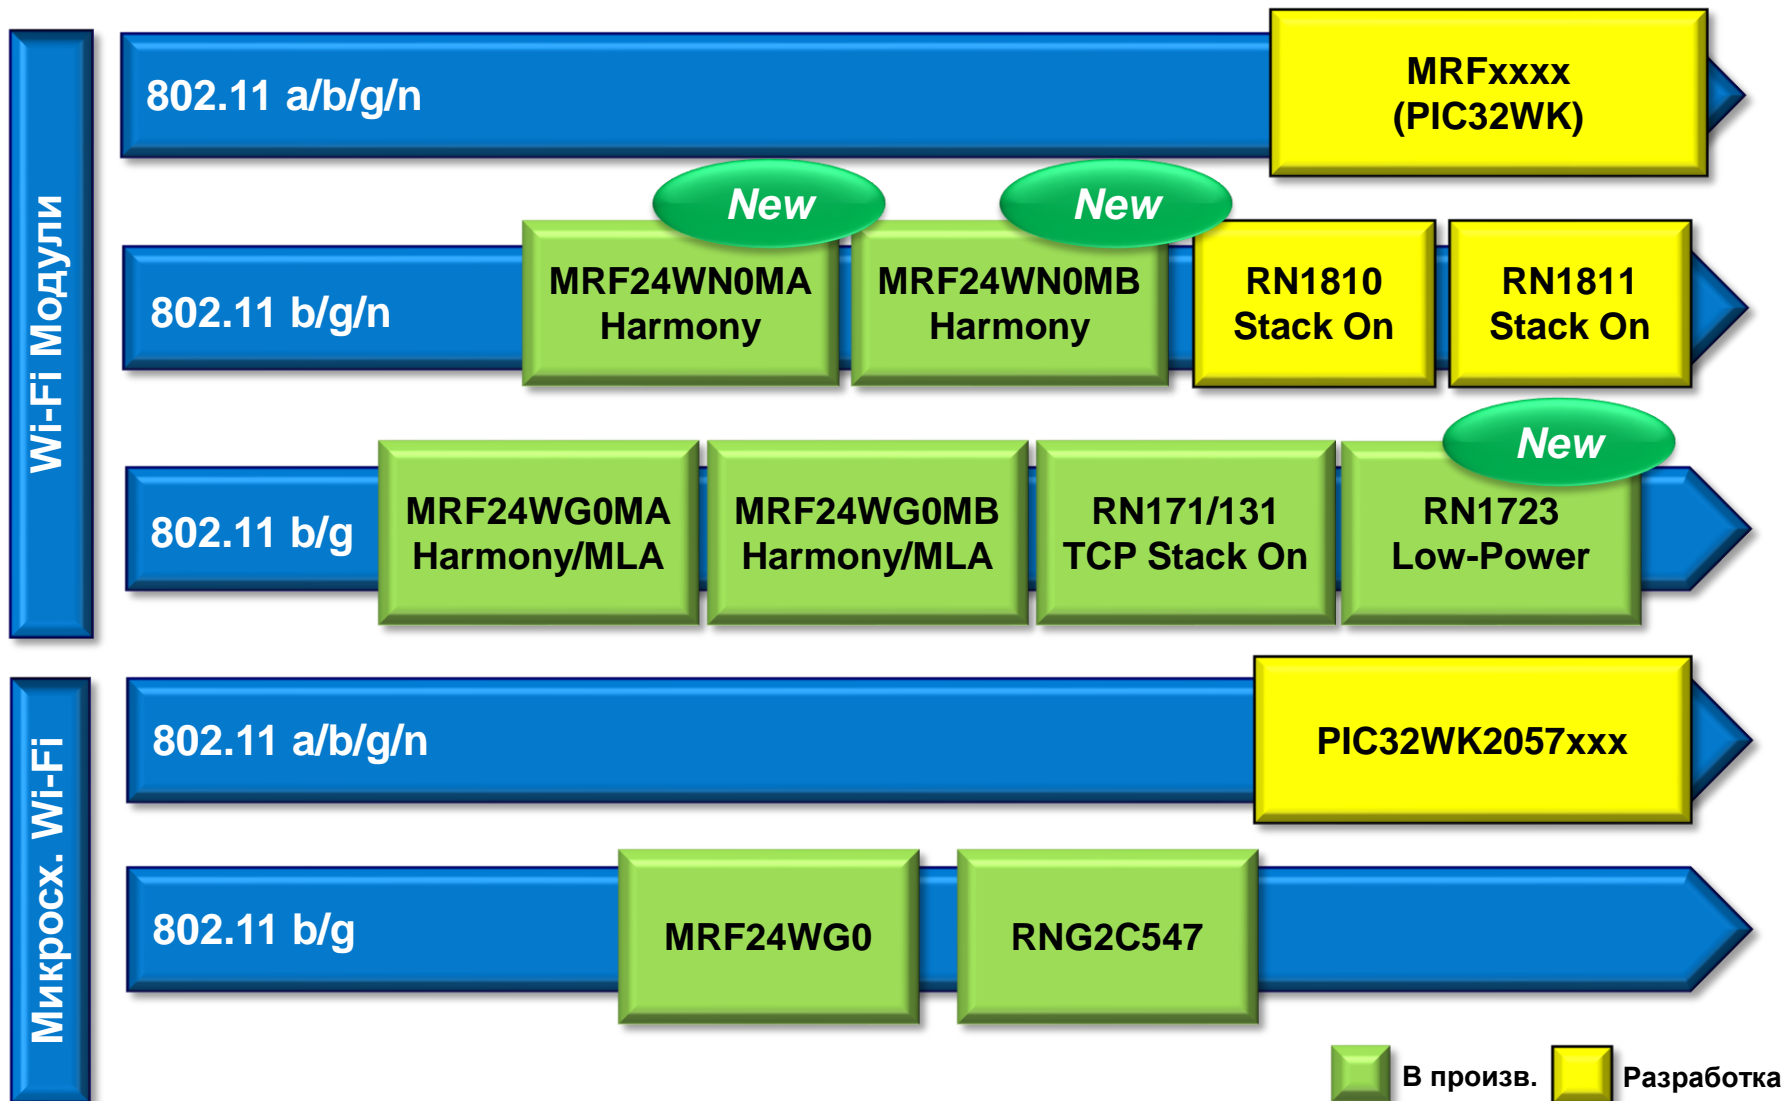 Wi-Fi Модули
802.11 a/b/g/n
MRFxxxx
(PIC32WK)
802.11 b/g/n
New
MRF24WN0MA
Harmony
New
MRF24WN0MB
Harmony
RN1810
Stack On
RN1811
Stack On
802.11 b/g
MRF24WG0MA
Harmony/MLA
MRF24WG0MB
Harmony/MLA
RN171/131
TCP Stack On
New
RN1723
Low-Power
Микросх. Wi-Fi
802.11 a/b/g/n
PIC32WK2057xxx
802.11 b/g
MRF24WG0
RNG2C547
В произв.
Разработка